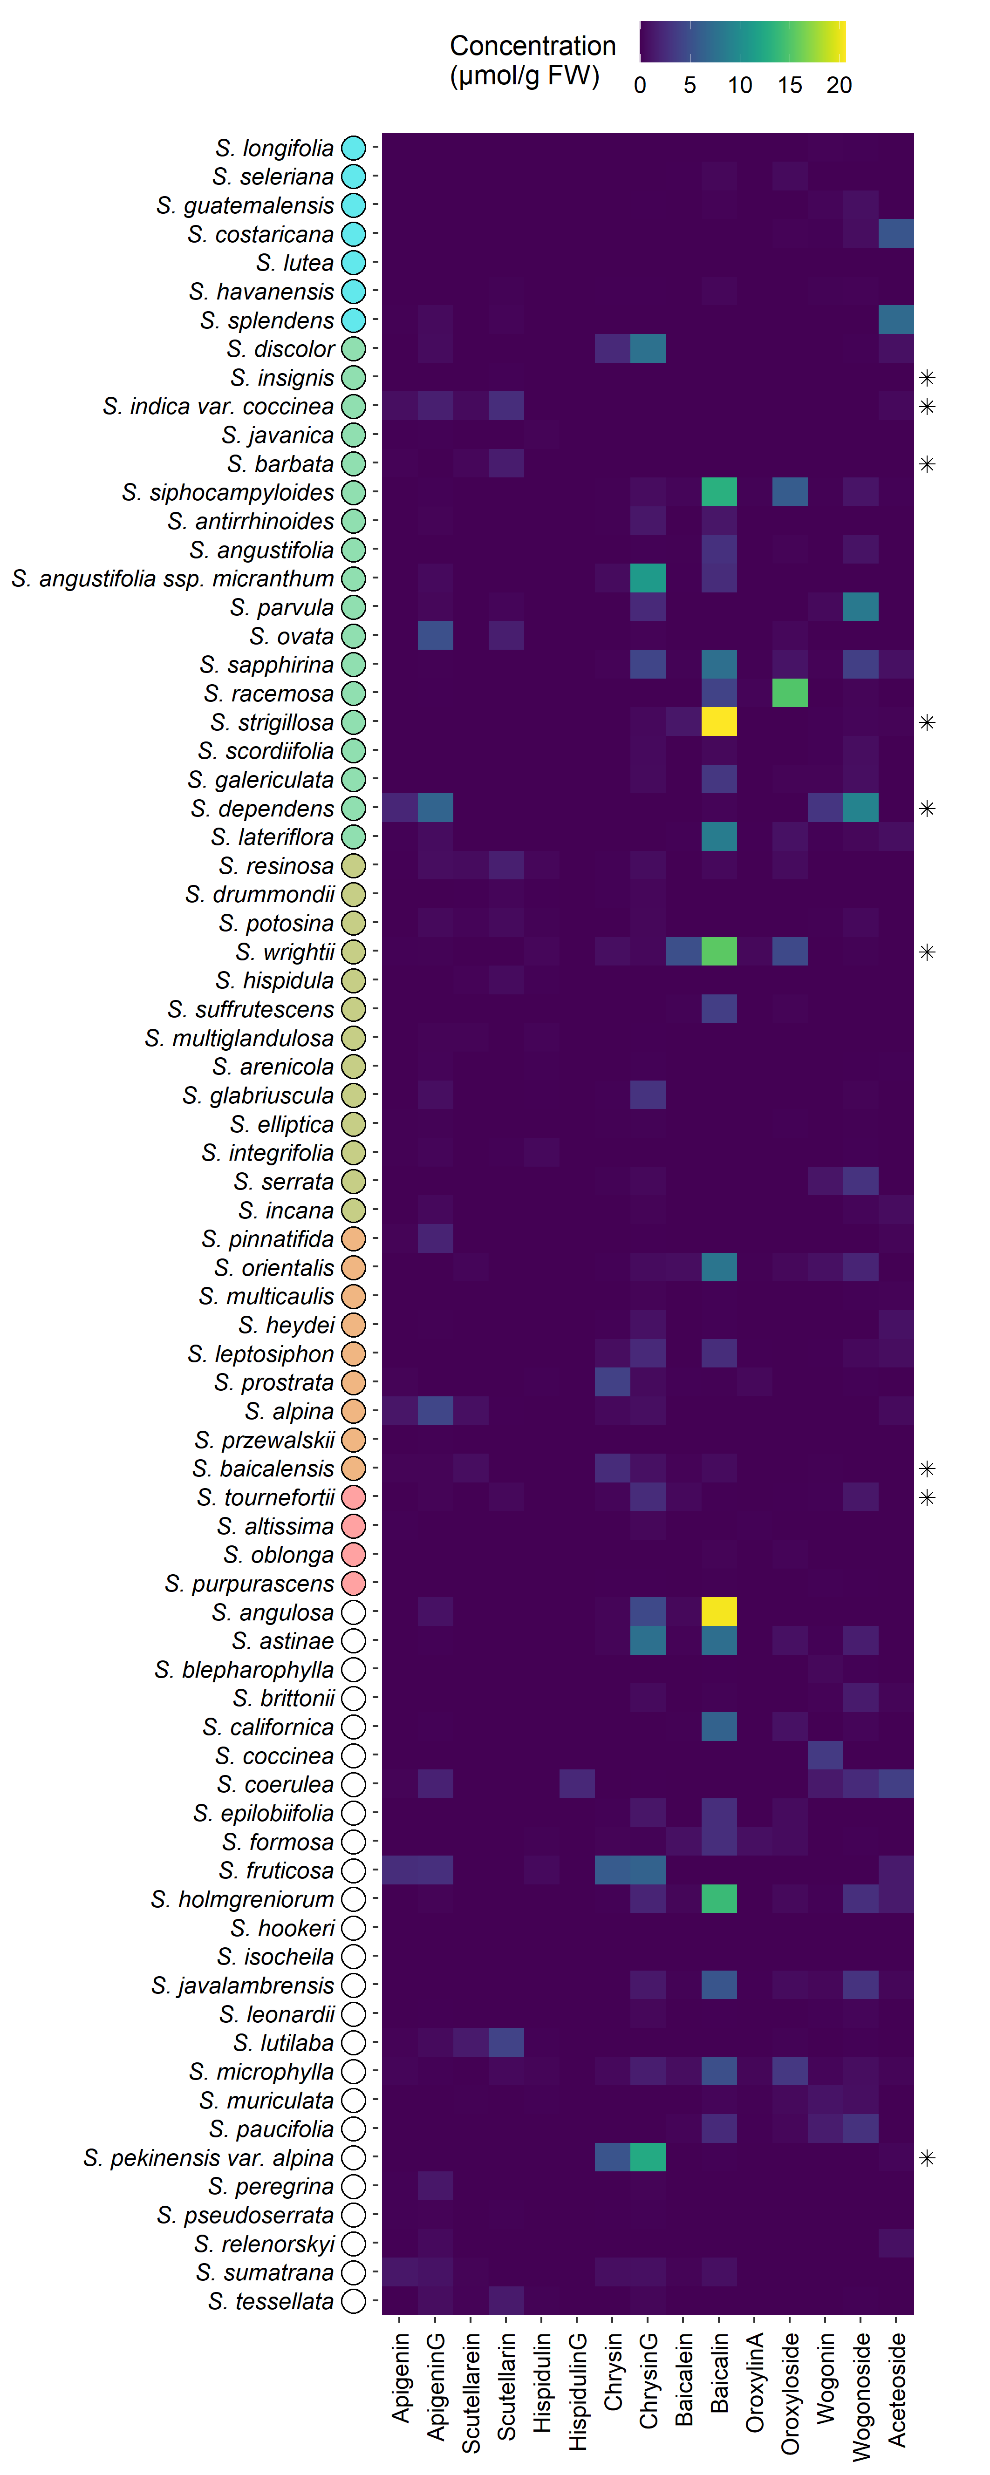 Concentration
(μmol/g FW)
0 5 10 15 20
S. longifolia
S. seleriana
S. guatemalensis
S. costaricana
S. lutea
S. havanensis
S. splendens
S. discolor
S. insignis
S. indica var. coccinea
S. javanica
S. barbata
S. siphocampyloides
S. antirrhinoides
S. angustifolia
S. angustifolia ssp. micranthum
S. parvula
S. ovata
S. sapphirina
S. racemosa
S. strigillosa
S. scordiifolia
S. galericulata
S. dependens
S. lateriflora
S. resinosa
S. drummondii
S. potosina
S. wrightii
S. hispidula
S. suffrutescens
S. multiglandulosa
S. arenicola
S. glabriuscula
S. elliptica
S. integrifolia
S. serrata
S. incana
S. pinnatifida
S. orientalis
S. multicaulis
S. heydei
S. leptosiphon
S. prostrata
S. alpina
S. przewalskii
S. baicalensis
S. tournefortii
S. altissima
S. oblonga
S. purpurascens
S. angulosa
S. astinae
S. blepharophylla
S. brittonii
S. californica
S. coccinea
S. coerulea
S. epilobiifolia
S. formosa
S. fruticosa
S. holmgreniorum
S. hookeri
S. isocheila
S. javalambrensis
S. leonardii
S. lutilaba
S. microphylla
S. muriculata
S. paucifolia
S. pekinensis var. alpina
S. peregrina
S. pseudoserrata
S. relenorskyi
S. sumatrana
S. tessellata
Apigenin
ApigeninG
Scutellarein
Scutellarin
Hispidulin
HispidulinG
Chrysin
ChrysinG
Baicalein
Baicalin
OroxylinA
Oroxyloside
Wogonin
Wogonoside
Aceteoside